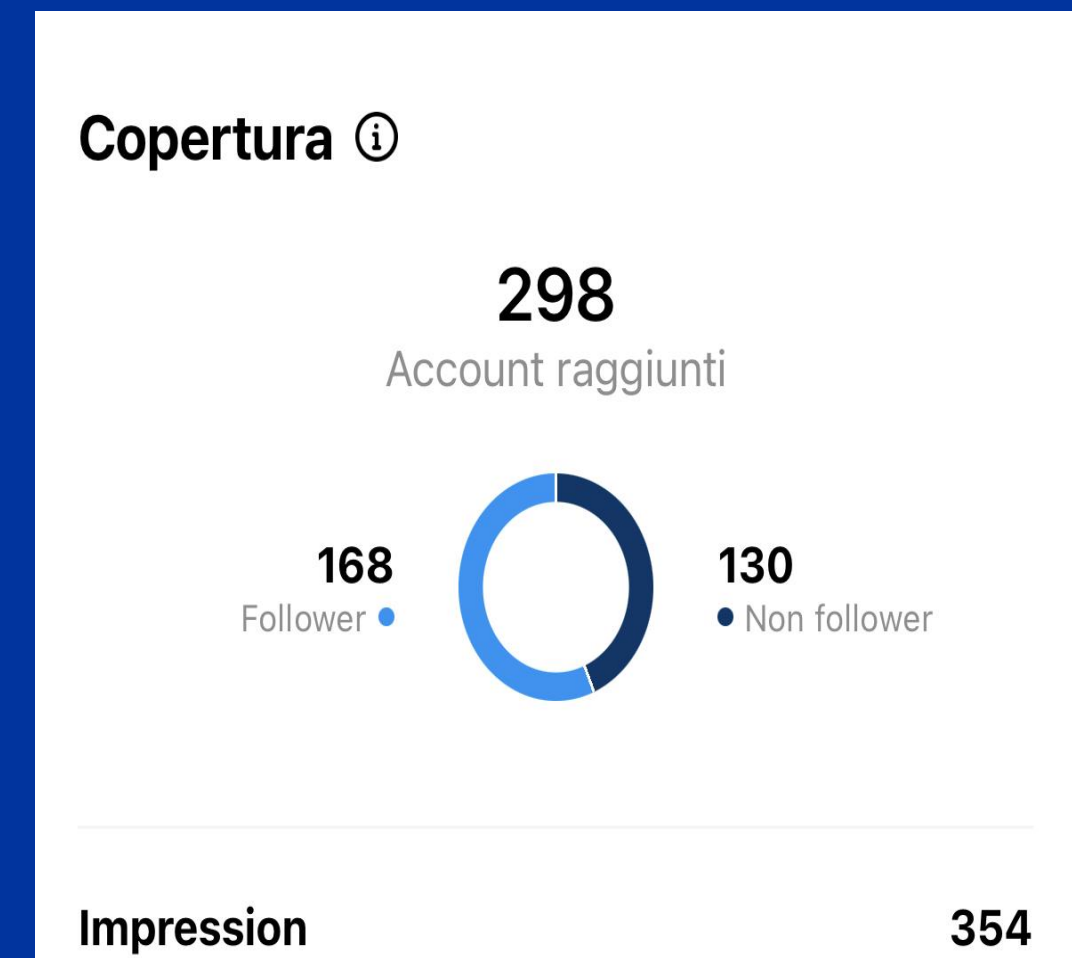 Copertura
298
Account raggiunti
168
Follower
130
Non follower
Impression 354